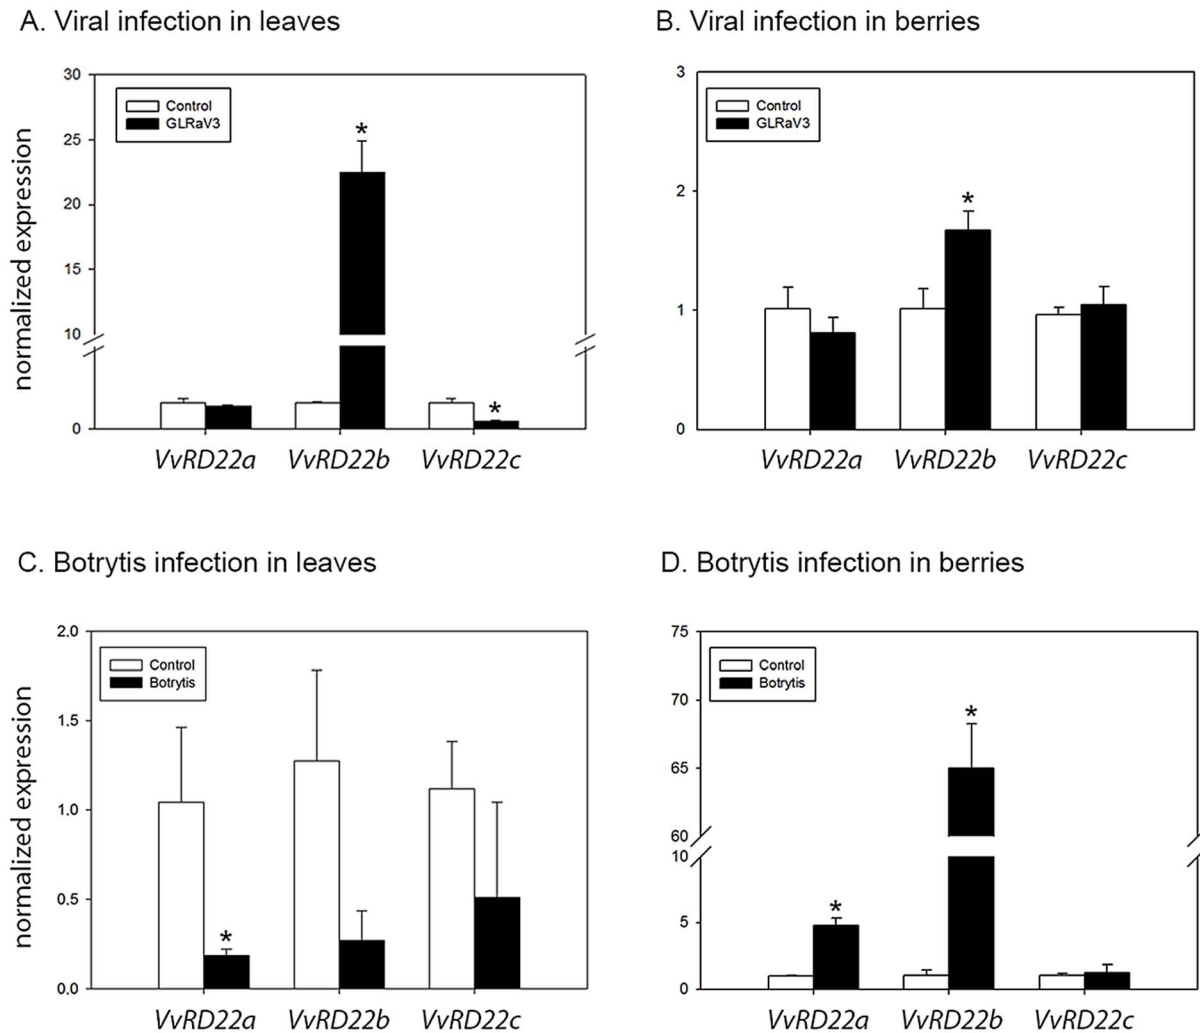 A. Viral infection in leaves
B. Viral infection in berries
normalized expression
30
25
20
15
10
0
Control
GLRaV3
*
*
VvRD22a VvRD22b VvRD22c
3
2
1
0
Control
GLRaV3
*
VvRD22a VvRD22b VvRD22c
C. Botrytis infection in leaves
D. Botrytis infection in berries
normalized expression
2.0
1.5
1.0
0.5
0.0
Control
Botrytis
*
VvRD22a VvRD22b VvRD22c
75
70
65
60
10
5
0
Control
Botrytis
*
*
VvRD22a VvRD22b VvRD22c